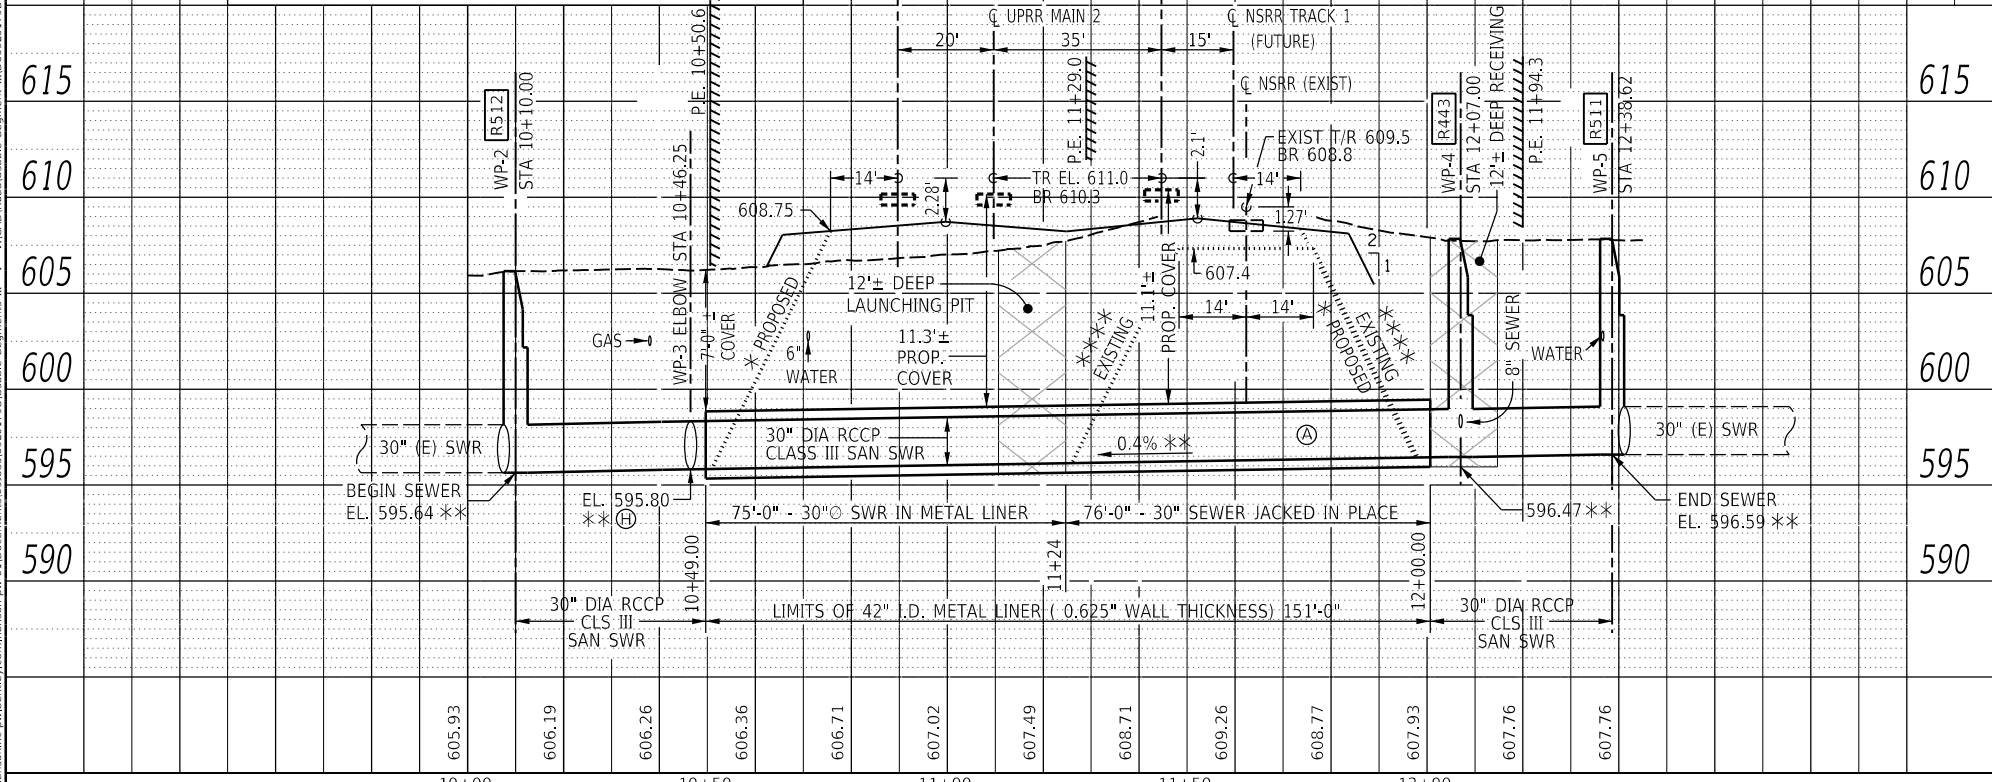 ℄ UPRR MAIN 2
℄ NSRR TRACK 1
(FUTURE)
20'
35'
15'
P.E. 10+50.6
P.E. 11+29.0
℄ NSRR (EXIST)
12'± DEEP RECEIVING
P.E. 11+94.3
615
615
R512
WP-2
STA 10+10.00
R443
WP-4
STA 12+07.00
R511
WP-5
STA 12+38.62
EXIST T/R 609.5
BR 608.8
2.1'
610
610
14'
2.28'
TR EL. 611.0
BR 610.3
14'
608.75
1.27'
2
1
605
605
WP-3 ELBOW STA 10+46.25
7'-0"± COVER
* PROPOSED
12'± DEEP
LAUNCHING PIT
607.4
14'
14'
11.1'±
PROP. COVER
GAS
6"
WATER
11.3'±
PROP.
COVER
****
EXISTING
EXISTING
****
* PROPOSED
8" SEWER
WATER
600
600
30" (E) SWR
30" DIA RCCP
CLASS III SAN SWR
0.4% **
A
30" (E) SWR
595
595
BEGIN SEWER
EL. 595.64 **
EL. 595.80
** H
75'-0" - 30"∅ SWR IN METAL LINER
76'-0" - 30" SEWER JACKED IN PLACE
596.47**
END SEWER
EL. 596.59 **
590
590
10+49.00
11+24
12+00.00
30" DIA RCCP
CLS III
SAN SWR
LIMITS OF 42" I.D. METAL LINER ( 0.625" WALL THICKNESS) 151'-0"
30" DIA RCCP
CLS III
SAN SWR
605.93
606.19
606.26
606.36
606.71
607.02
607.49
608.71
609.26
608.77
607.93
607.76
607.76
10+00
10+50
11+00
11+50
12+00